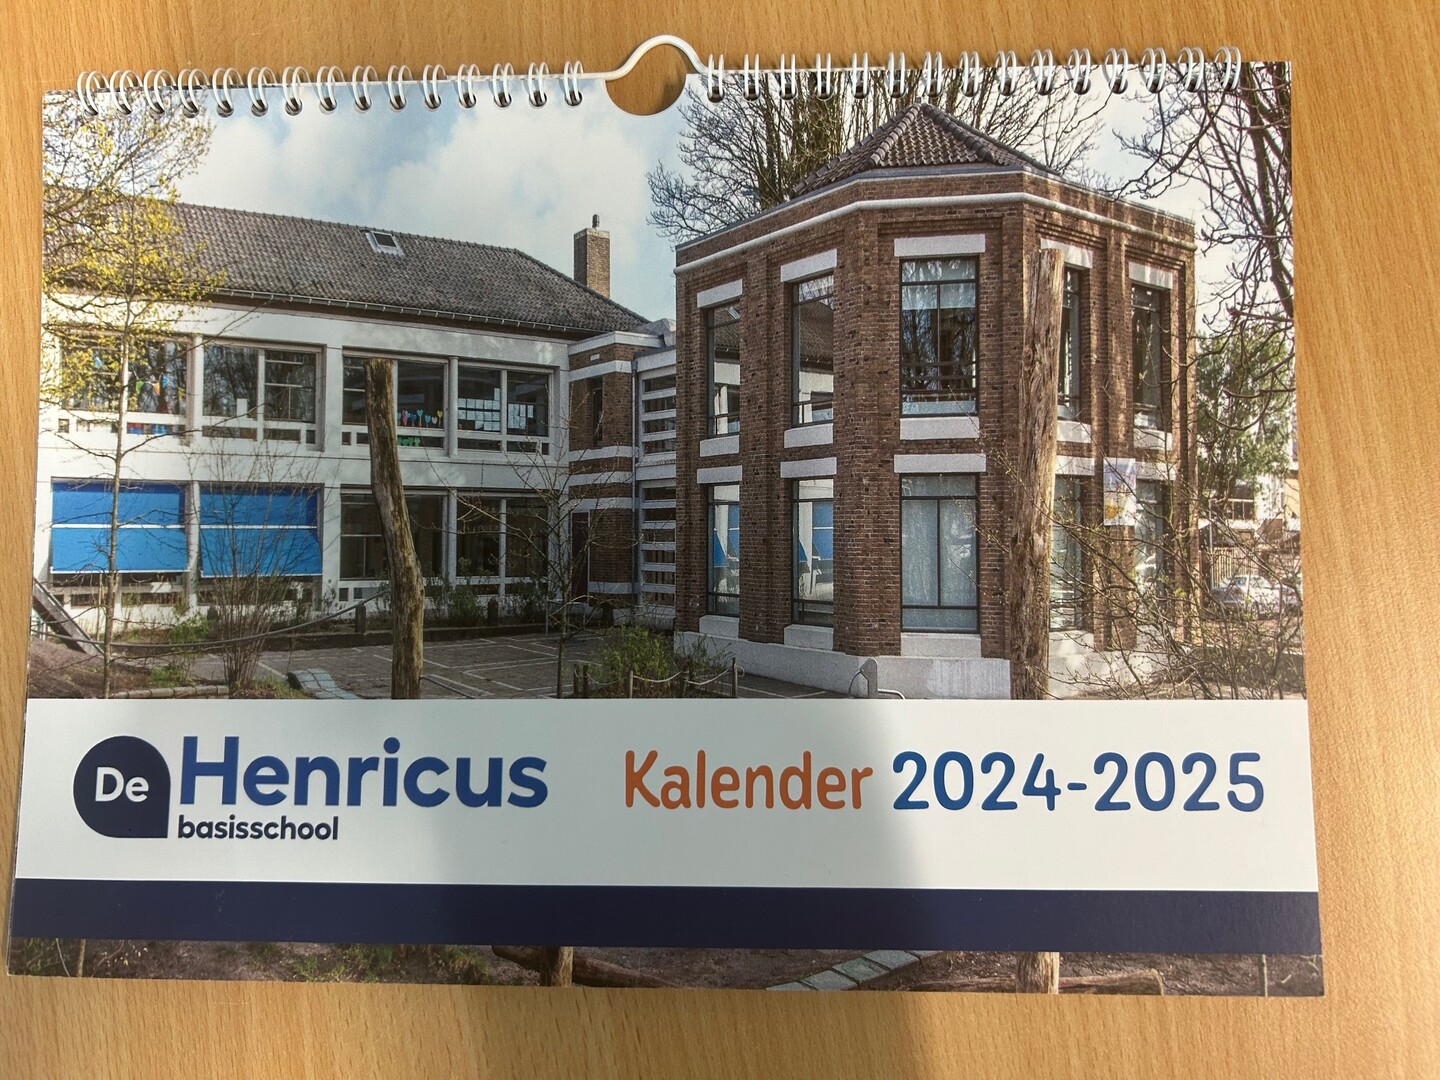 De Henricus
basisschool
Kalender 2024-2025